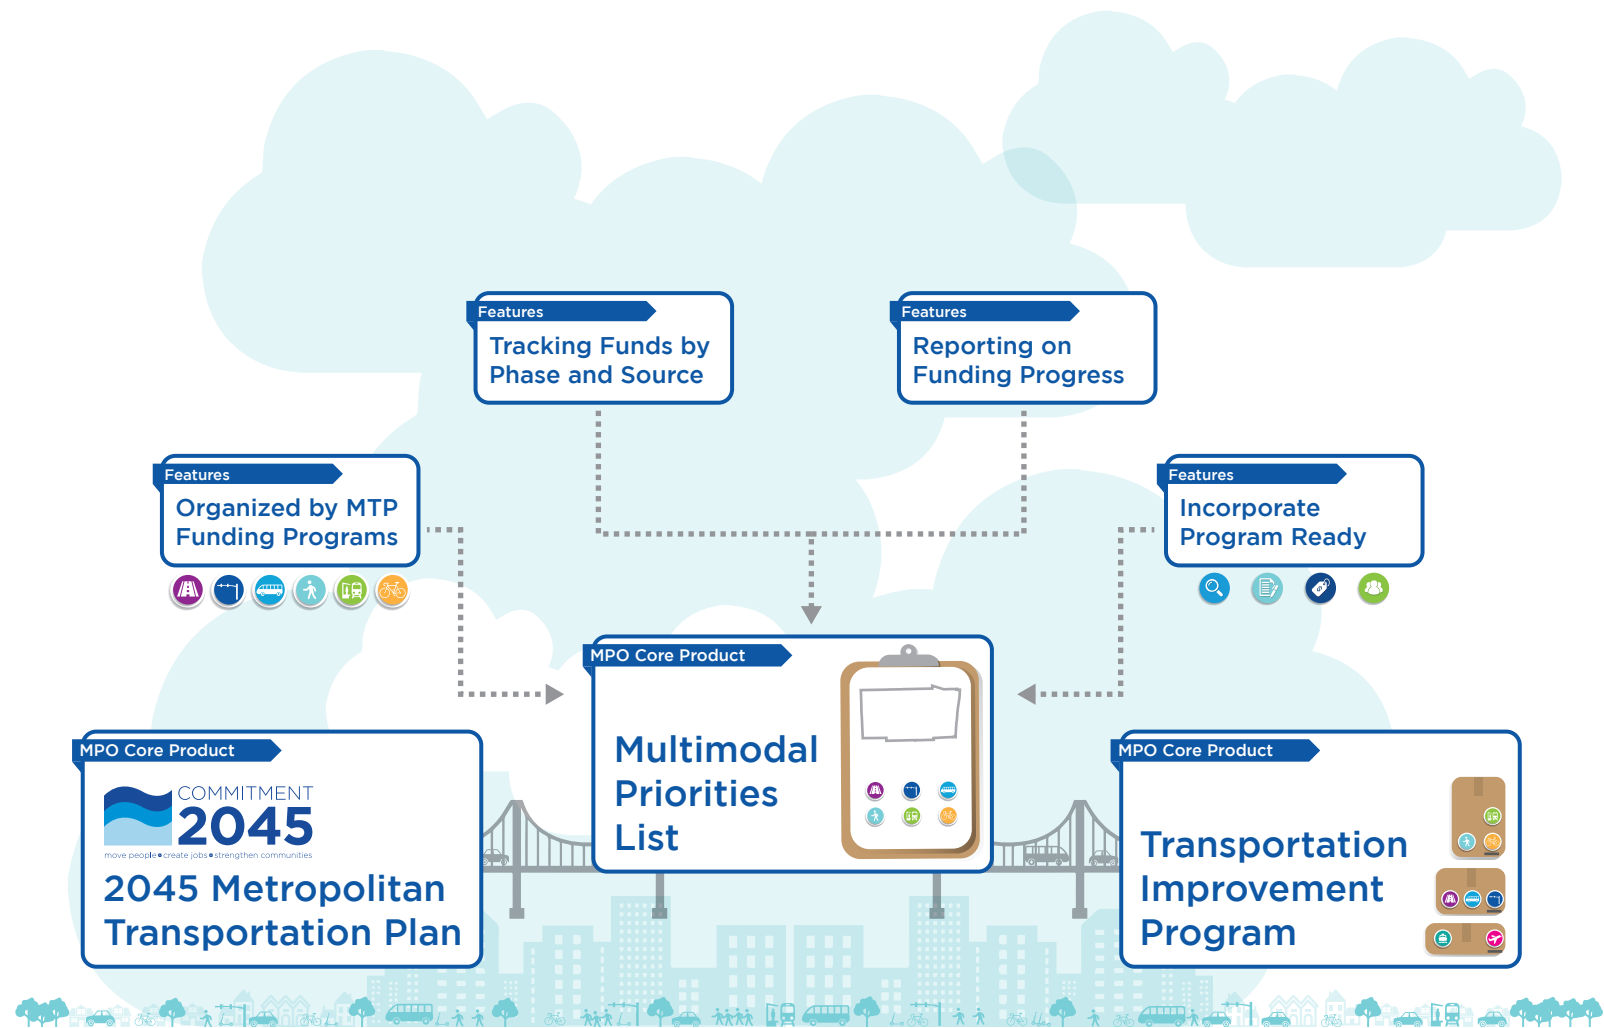 Features
Tracking Funds by
Phase and Source
Features
Reporting on
Funding Progress
Features
Organized by MTP
Funding Programs
Features
Incorporate
Program Ready
MPO Core Product
Multimodal
Priorities
List
MPO Core Product
COMMITMENT
2045
move people • create jobs • strengthen communities
2045 Metropolitan
Transportation Plan
MPO Core Product
Transportation
Improvement
Program